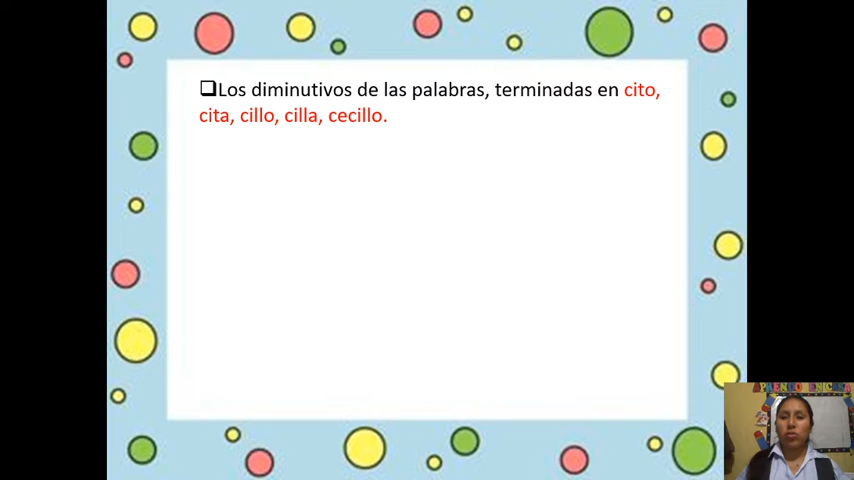 ❑Los diminutivos de las palabras, terminadas en cito,
cita, cillo, cilla, cecillo.